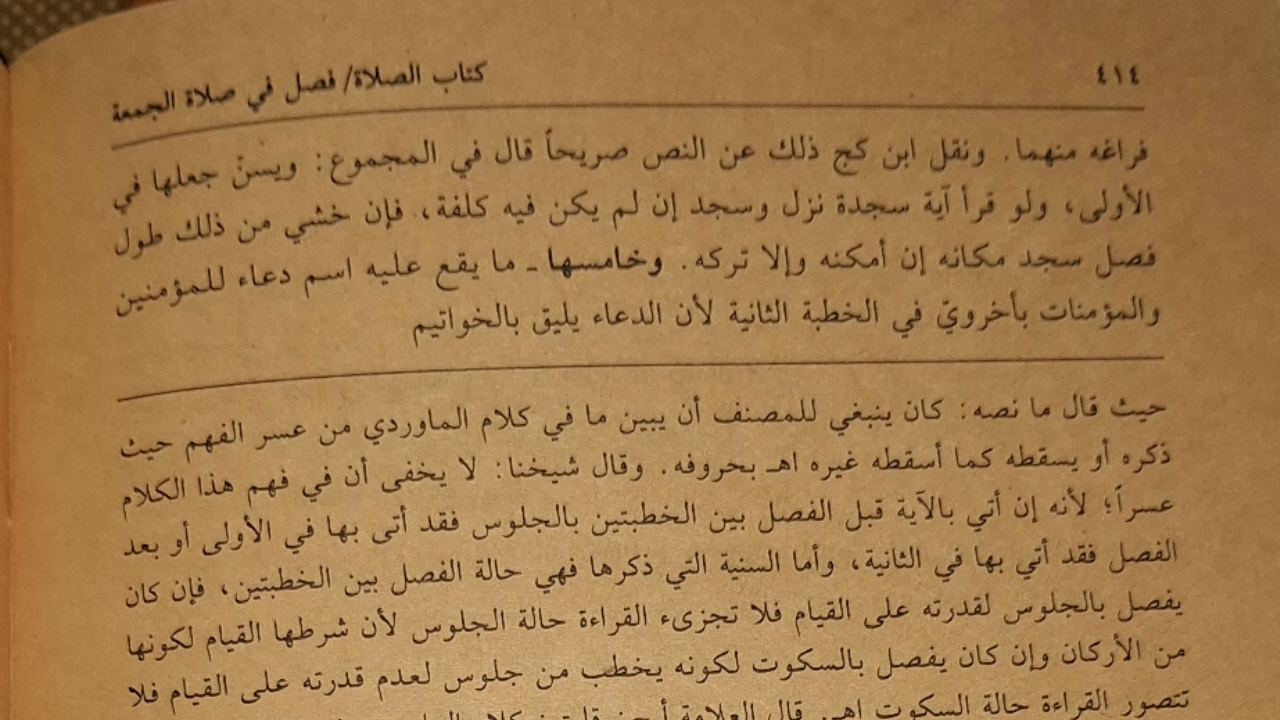 ٤١٤
كتاب الصلاة/ فصل في صلاة الجمعة
فراغه منهما. ونقل ابن كج ذلك عن النص صريحاً قال في المجموع: ويسنّ جعلها في
الأولى، ولو قرأ آية سجدة نزل وسجد إن لم يكن فيه كلفة، فإن خشي من ذلك طول
فصل سجد مكانه إن أمكنه وإلا تركه. وخامسها ـ ما يقع عليه اسم دعاء للمؤمنين
والمؤمنات بأخرويّ في الخطبة الثانية لأن الدعاء يليق بالخواتيم
حيث قال ما نصه: كان ينبغي للمصنف أن يبين ما في كلام الماوردي من عسر الفهم حيث
ذكره أو يسقطه كما أسقطه غيره اهـ بحروفه. وقال شيخنا: لا يخفى أن في فهم هذا الكلام
عسراً؛ لأنه إن أتي بالآية قبل الفصل بين الخطبتين بالجلوس فقد أتى بها في الأولى أو بعد
الفصل فقد أتي بها في الثانية، وأما السنية التي ذكرها فهي حالة الفصل بين الخطبتين، فإن كان
يفصل بالجلوس لقدرته على القيام فلا تجزىء القراءة حالة الجلوس لأن شرطها القيام لكونها
من الأركان وإن كان يفصل بالسكوت لكونه يخطب من جلوس لعدم قدرته على القيام فلا
تتصور القراءة حالة السكوت اهـ. قال العلامة